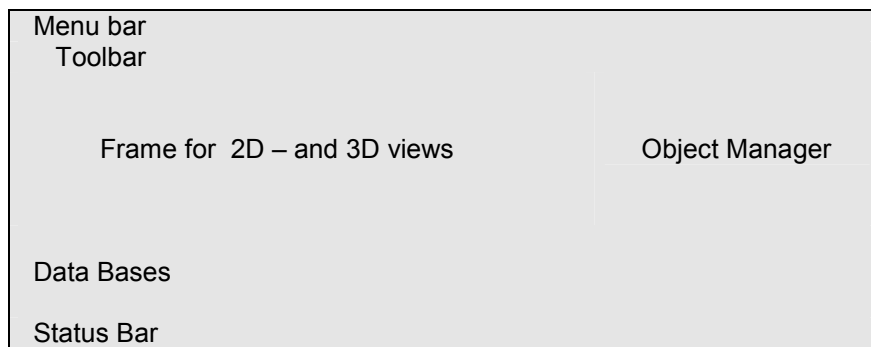 Menu bar
Toolbar
Frame for 2D – and 3D views
Object Manager
Data Bases
Status Bar